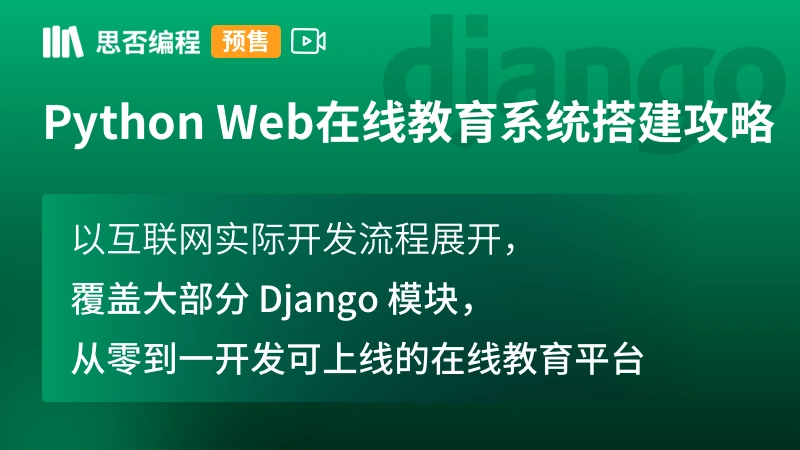 思否编程 预售
django
Python Web在线教育系统搭建攻略
以互联网实际开发流程展开，
覆盖大部分 Django 模块，
从零到一开发可上线的在线教育平台